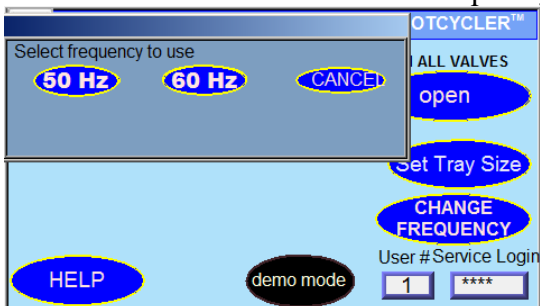 OTCYCLER™
Select frequency to use
50 Hz 60 Hz CANCEL
ALL VALVES
open
Set Tray Size
CHANGE
FREQUENCY
User # Service Login
HELP demo mode 1 ****